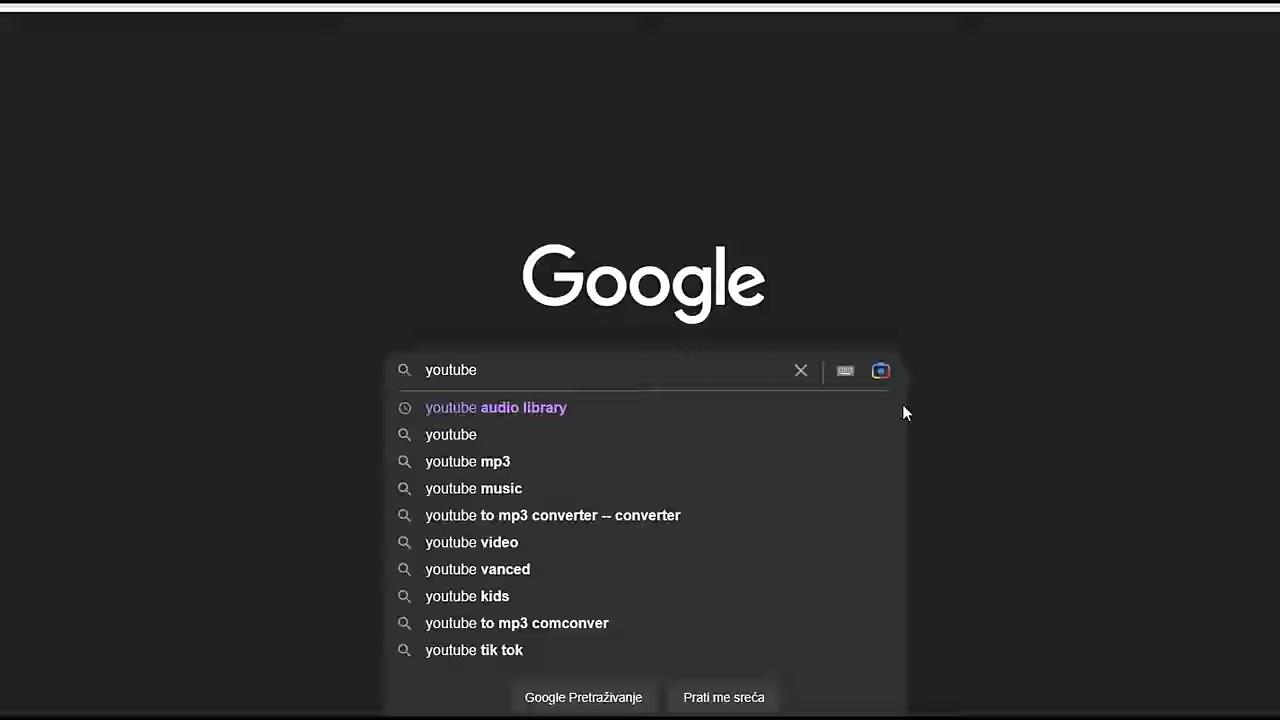 Google
youtube
youtube audio library
youtube
youtube mp3
youtube music
youtube to mp3 converter -- converter
youtube video
youtube vanced
youtube kids
youtube to mp3 comconver
youtube tik tok
Google Pretraživanje
Prati me sreća